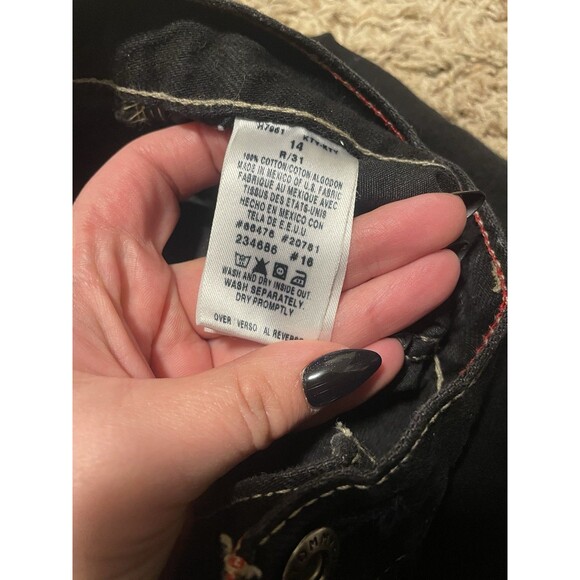 14
R/31
100% COTTON/COTON/ALGODON
MADE IN MEXICO OF U.S. FABRIC
FABRIQUE AU MEXIQUE AVEC
TISSUS DES ETATS-UNIS
HECHO EN MEXICO CON
TELA DE E.E.U.U
#66476 #20781
234686 #16
WASH AND DRY INSIDE OUT.
WASH SEPARATELY.
DRY PROMPTLY
OVER VERSO AL REVERSO